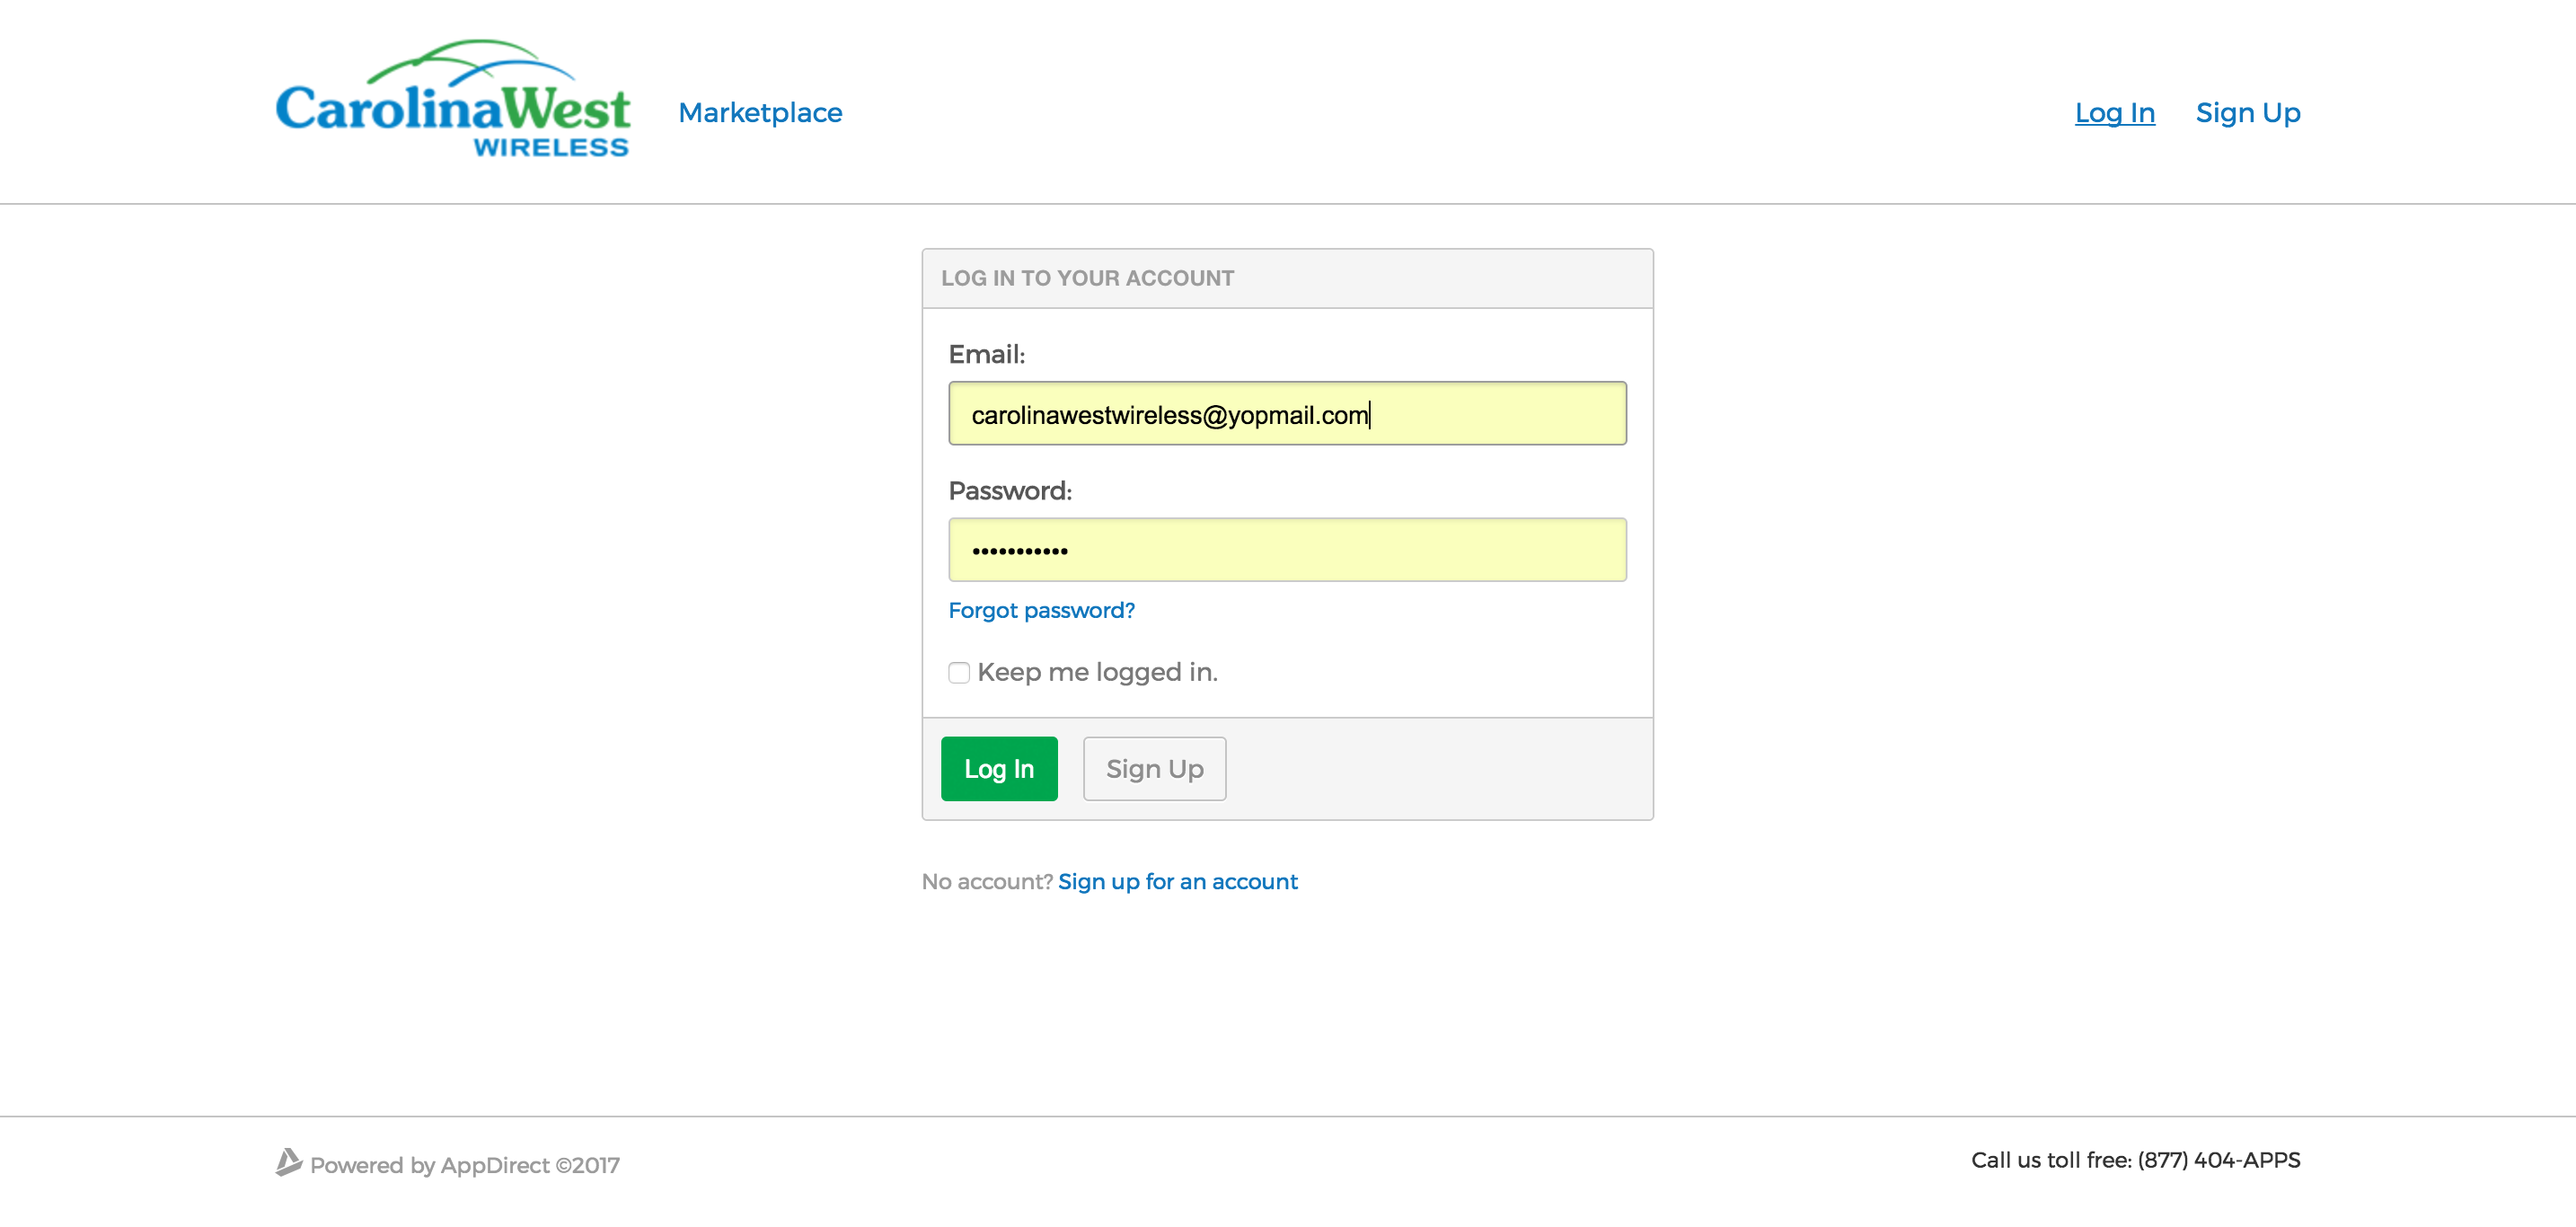 CarolinaWest
WIRELESS
Marketplace
Log In
Sign Up
LOG IN TO YOUR ACCOUNT
Email:
carolinawestwireless@yopmail.com
Password:
•••••••••••
Forgot password?
Keep me logged in.
Log In
Sign Up
No account? Sign up for an account
Powered by AppDirect ©2017
Call us toll free: (877) 404-APPS